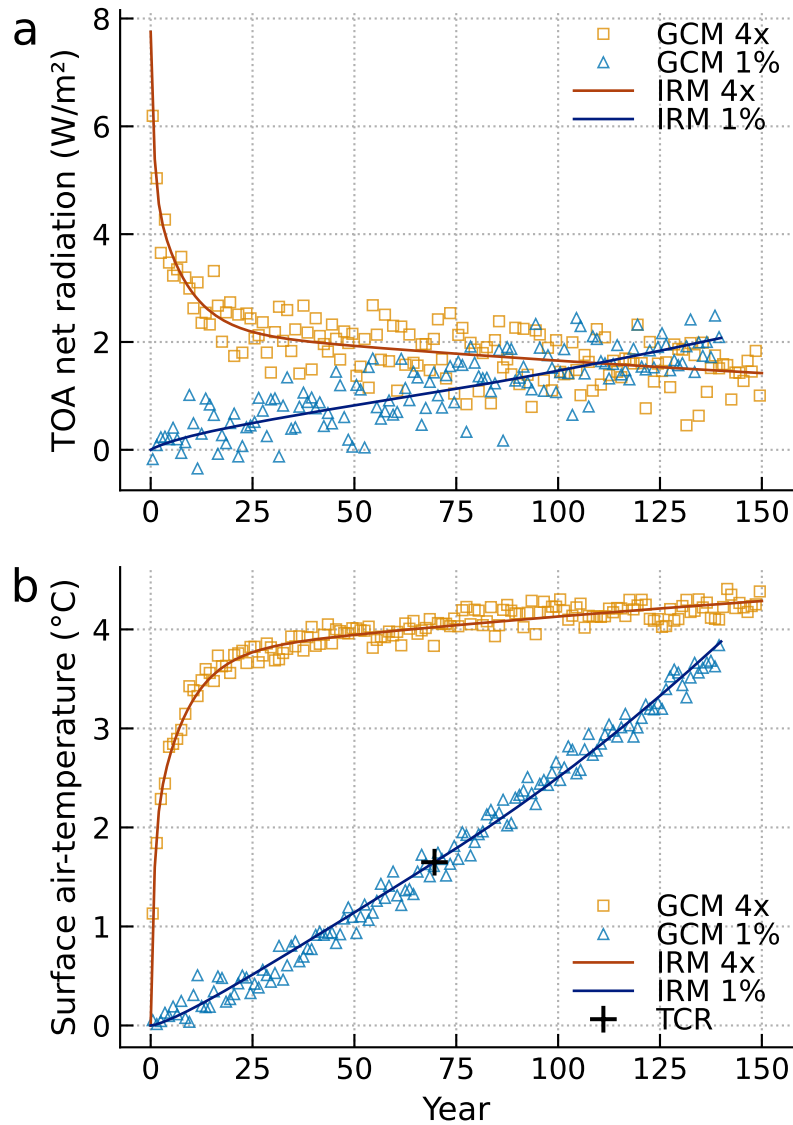 a
TOA net radiation (W/m²)
8
6
4
2
0
GCM 4x
GCM 1%
IRM 4x
IRM 1%
0 25 50 75 100 125 150
b
Surface air-temperature (°C)
4
3
2
1
0
GCM 4x
GCM 1%
IRM 4x
IRM 1%
TCR
0 25 50 75 100 125 150
Year